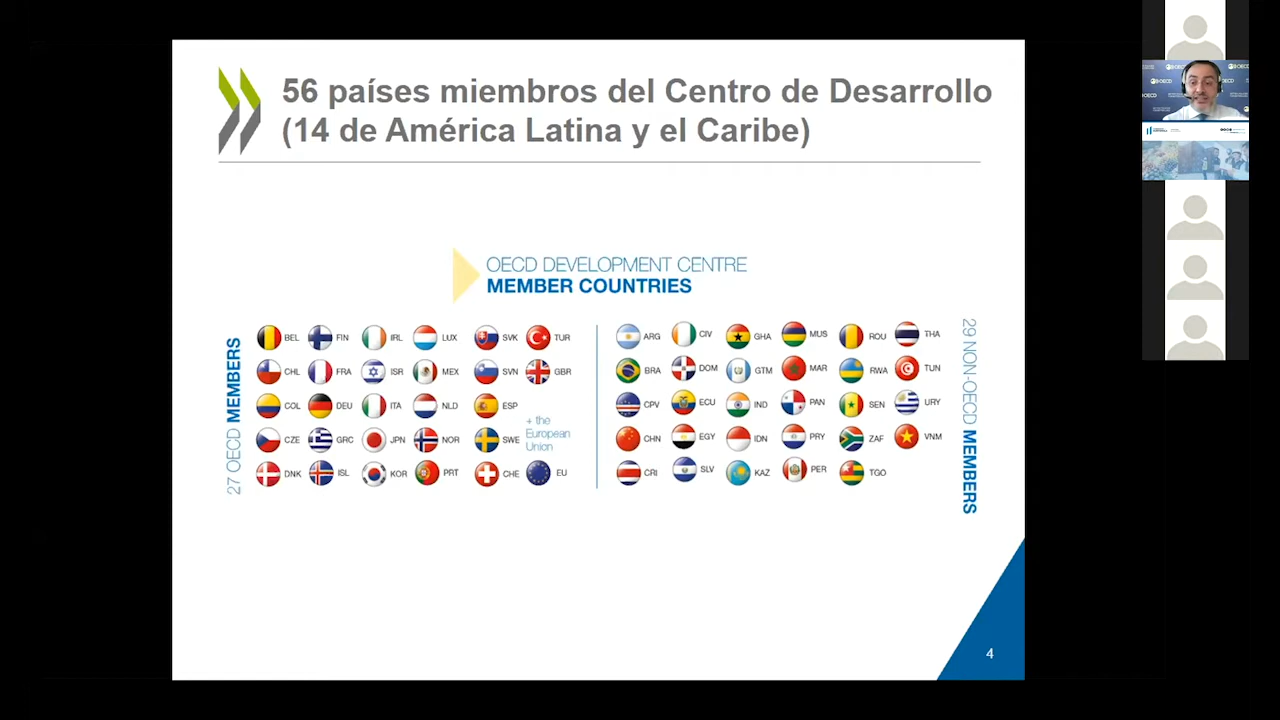 56 países miembros del Centro de Desarrollo
(14 de América Latina y el Caribe)
OECD DEVELOPMENT CENTRE
MEMBER COUNTRIES
27 OECD MEMBERS
BEL FIN IRL LUX SVK TUR
CHL FRA ISR MEX SVN GBR
COL DEU ITA NLD ESP
CZE GRC JPN NOR SWE
+ the
European
Union
DNK ISL KOR PRT CHE EU
ARG CIV GHA MUS ROU THA
BRA DOM GTM MAR RWA TUN
CPV ECU IND PAN SEN URY
CHN EGY IDN PRY ZAF VNM
CRI SLV KAZ PER TGO
29 NON-OECD MEMBERS
4
OECD